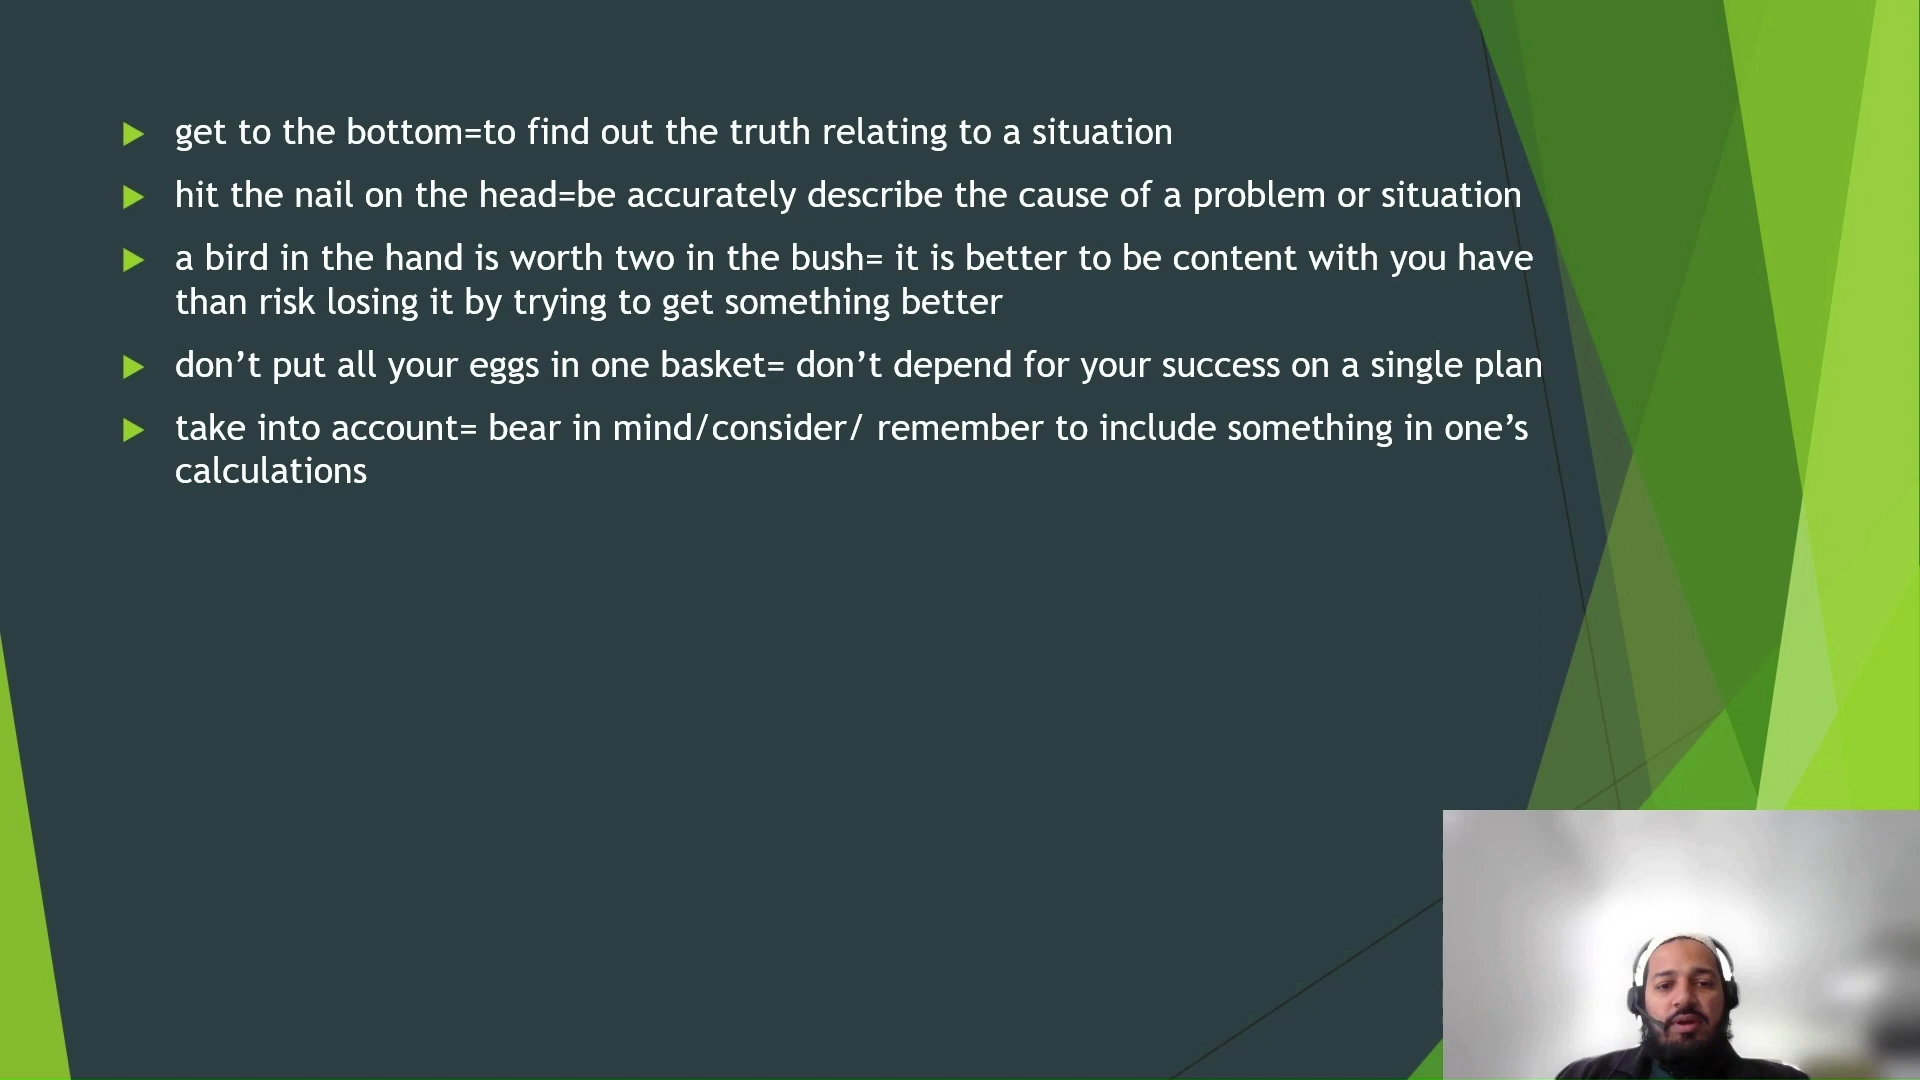 get to the bottom=to find out the truth relating to a situation
hit the nail on the head=be accurately describe the cause of a problem or situation
a bird in the hand is worth two in the bush= it is better to be content with you have
than risk losing it by trying to get something better
don’t put all your eggs in one basket= don’t depend for your success on a single plan
take into account= bear in mind/consider/ remember to include something in one’s
calculations